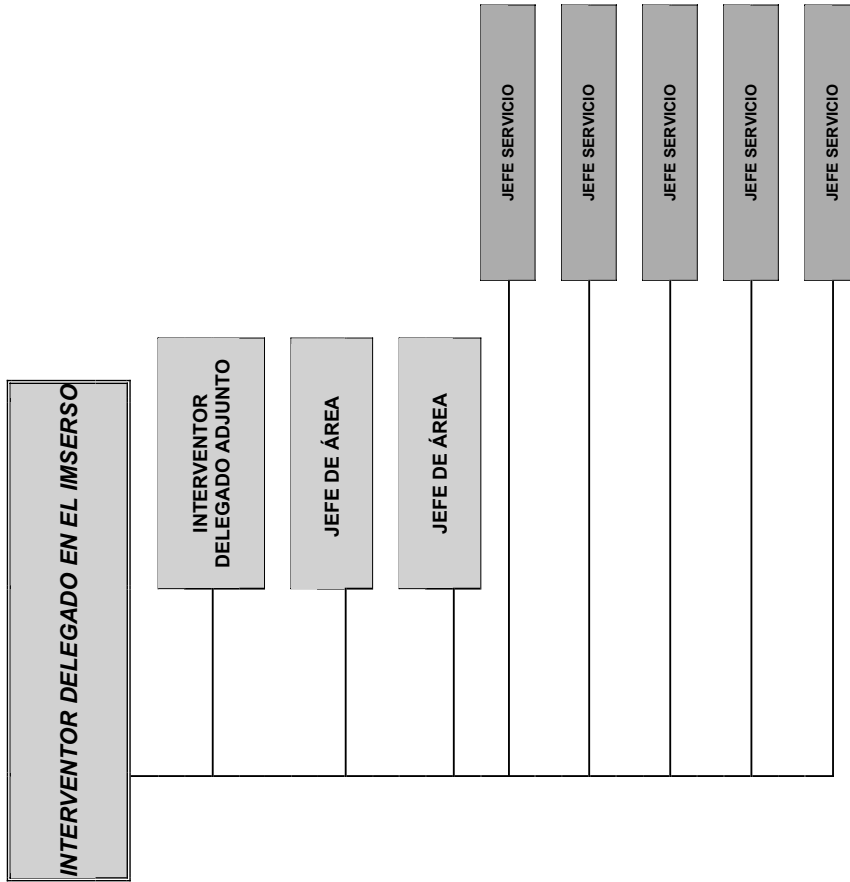 INTERVENTOR DELEGADO EN EL IMSERSO
INTERVENTOR
DELEGADO ADJUNTO
JEFE DE ÁREA
JEFE DE ÁREA
JEFE SERVICIO
JEFE SERVICIO
JEFE SERVICIO
JEFE SERVICIO
JEFE SERVICIO